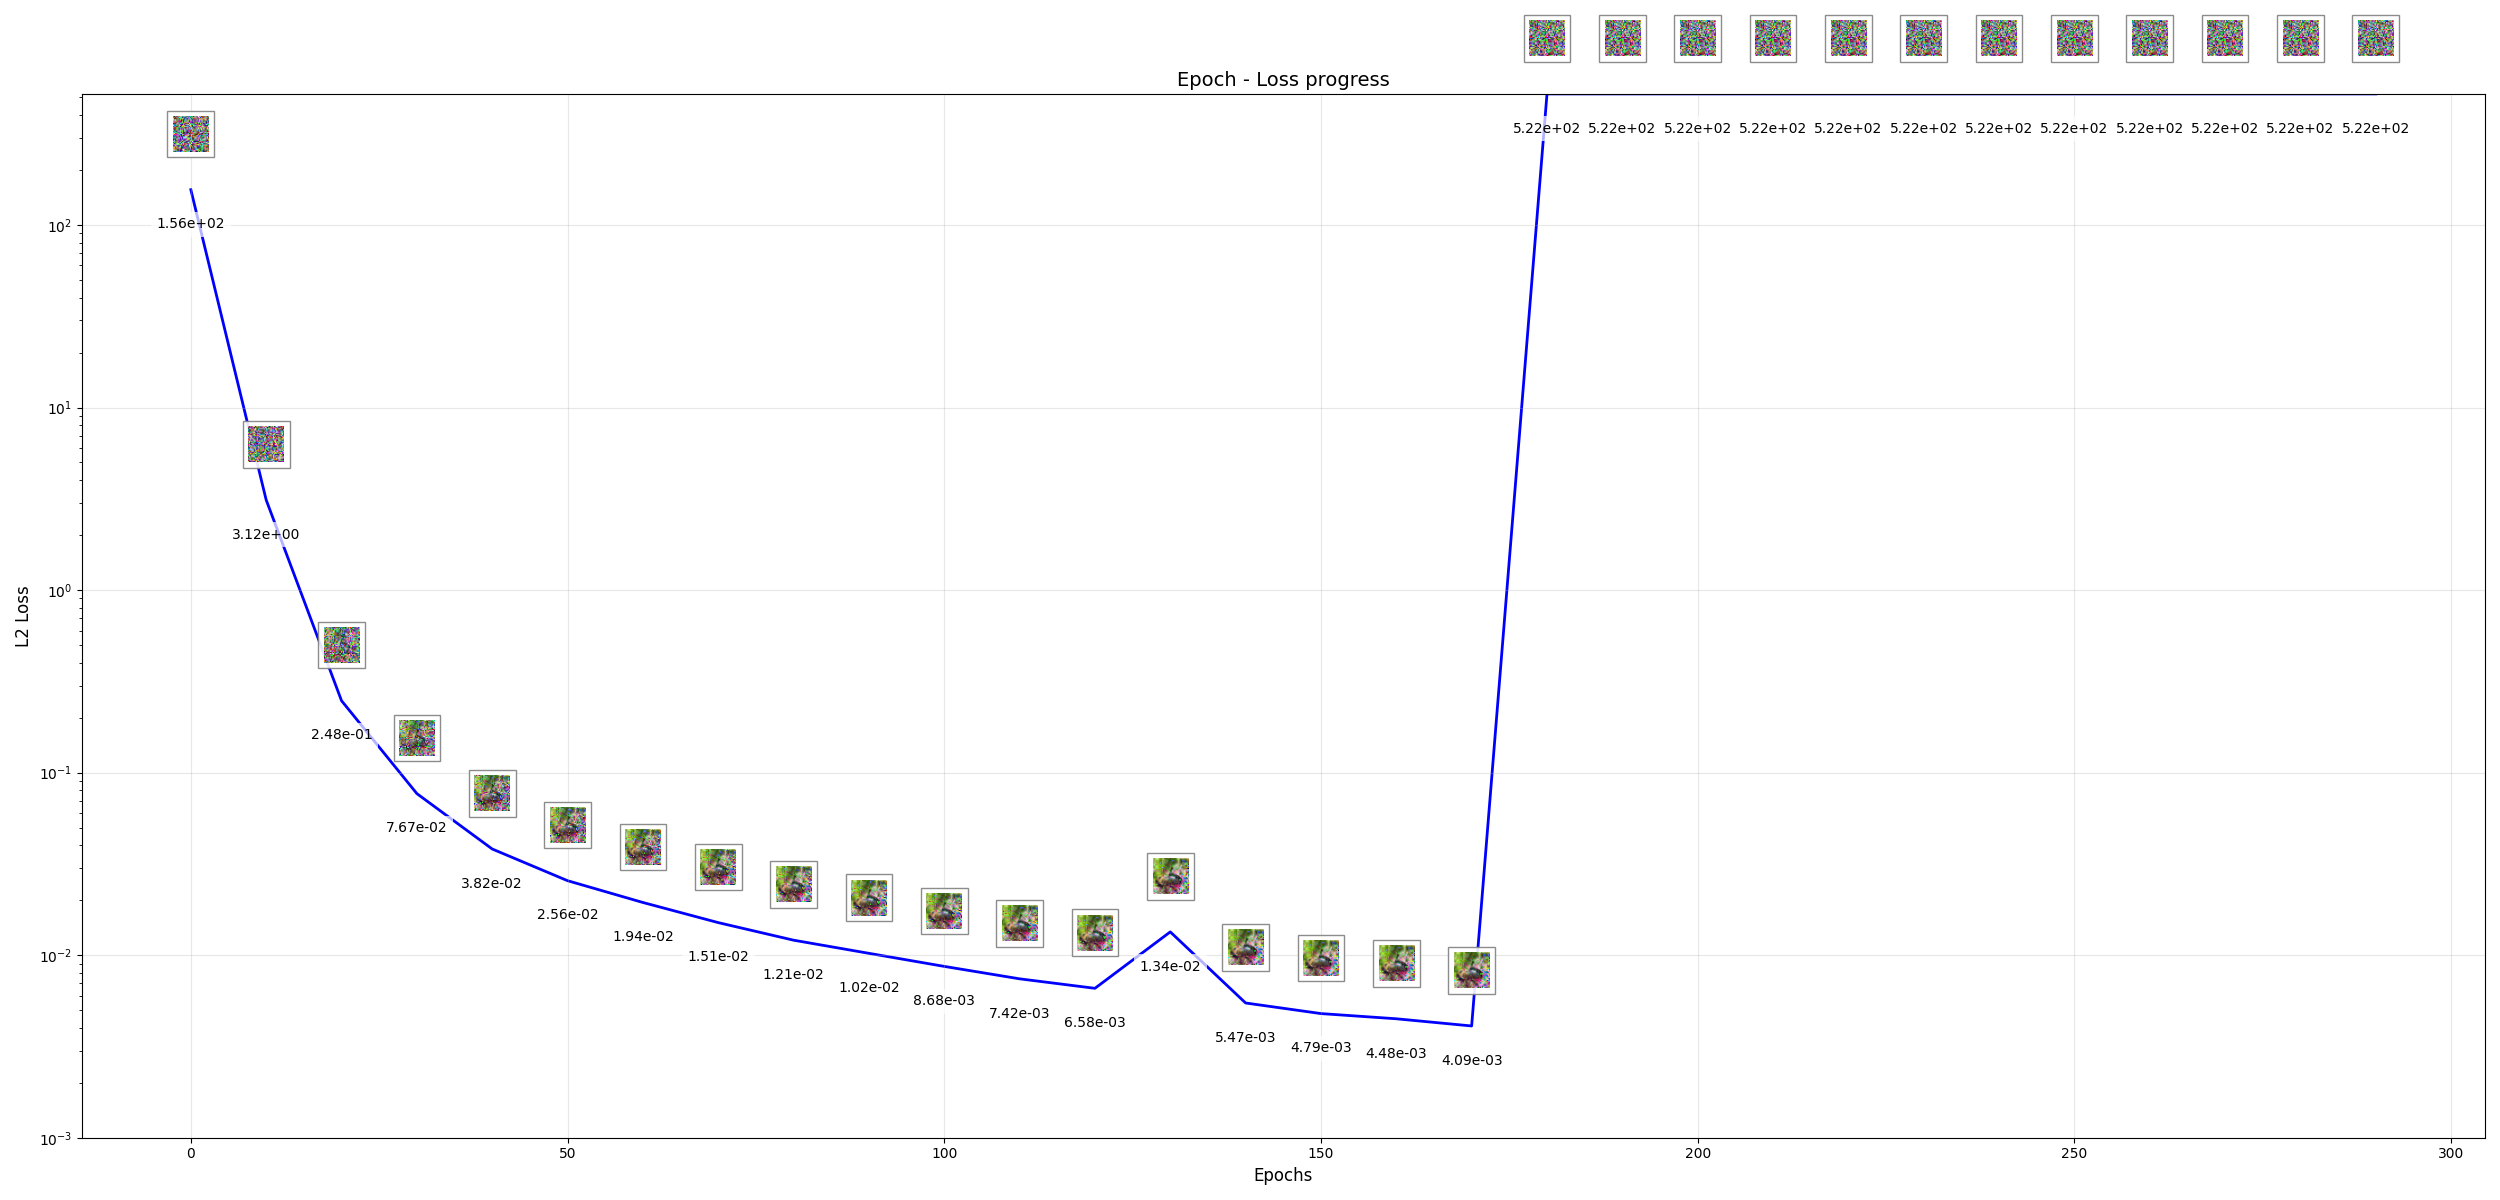 Epoch - Loss progress
5.22e+02 5.22e+02 5.22e+02 5.22e+02 5.22e+02 5.22e+02 5.22e+02 5.22e+02 5.22e+02 5.22e+02 5.22e+02 5.22e+02
1.56e+02
10²
10¹
3.12e+00
10⁰
L2 Loss
2.48e-01
10⁻¹
7.67e-02
3.82e-02
2.56e-02
1.94e-02
1.51e-02
1.21e-02
1.02e-02
8.68e-03
7.42e-03
6.58e-03
1.34e-02
5.47e-03
4.79e-03
4.48e-03
4.09e-03
10⁻²
10⁻³
0 50 100 150 200 250 300
Epochs